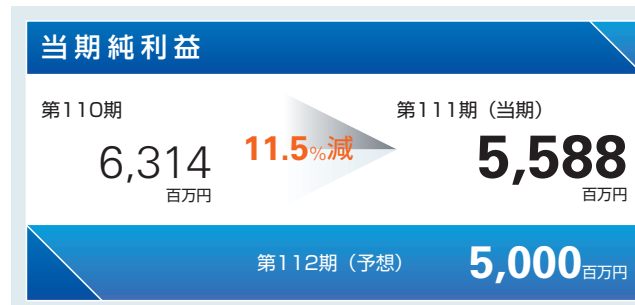 当期純利益
第110期
6,314
百万円
11.5%減
第111期（当期）
5,588
百万円
第112期（予想） 5,000百万円